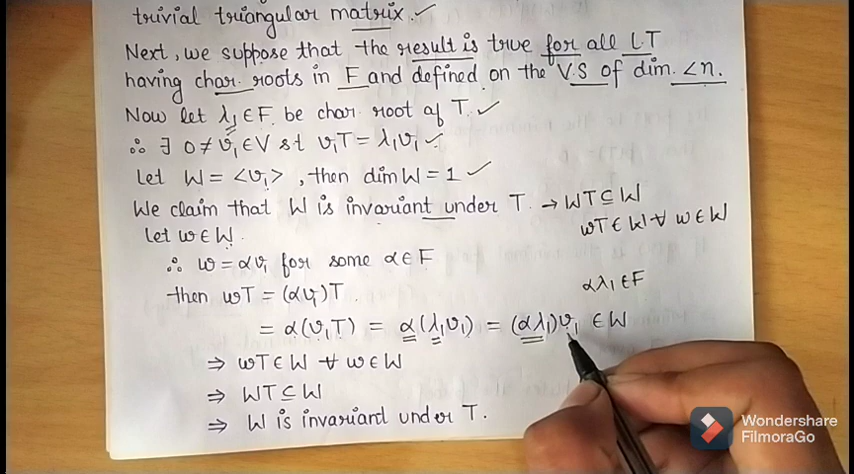 trivial triangular matrix. ✓
Next, we suppose that the result is true for all L.T
having char. roots in F and defined on the V.S of dim. <n.
Now let λ₁ ∈ F be char root of T. ✓
∴ ∃ 0 ≠ v₁ ∈ V s.t v₁T = λ₁v₁ ✓
Let W = <v₁> , then dim W = 1 ✓
We claim that W is invariant under T. → WT ⊆ W
wT ∈ W ∀ w ∈ W
Let w ∈ W.
∴ w = αv₁ for some α ∈ F
αλ₁ ∈ F
then wT = (αv₁)T
= α(v₁T) = α(λ₁v₁) = (αλ₁)v₁ ∈ W
⇒ wT ∈ W ∀ w ∈ W
⇒ WT ⊆ W
⇒ W is invariant under T.
Wondershare
FilmoraGo